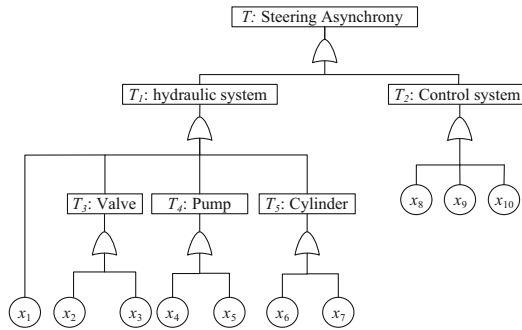 T: Steering Asynchrony
T1: hydraulic system
T2: Control system
T3: Valve
T4: Pump
T5: Cylinder
x8
x9
x10
x1
x2
x3
x4
x5
x6
x7